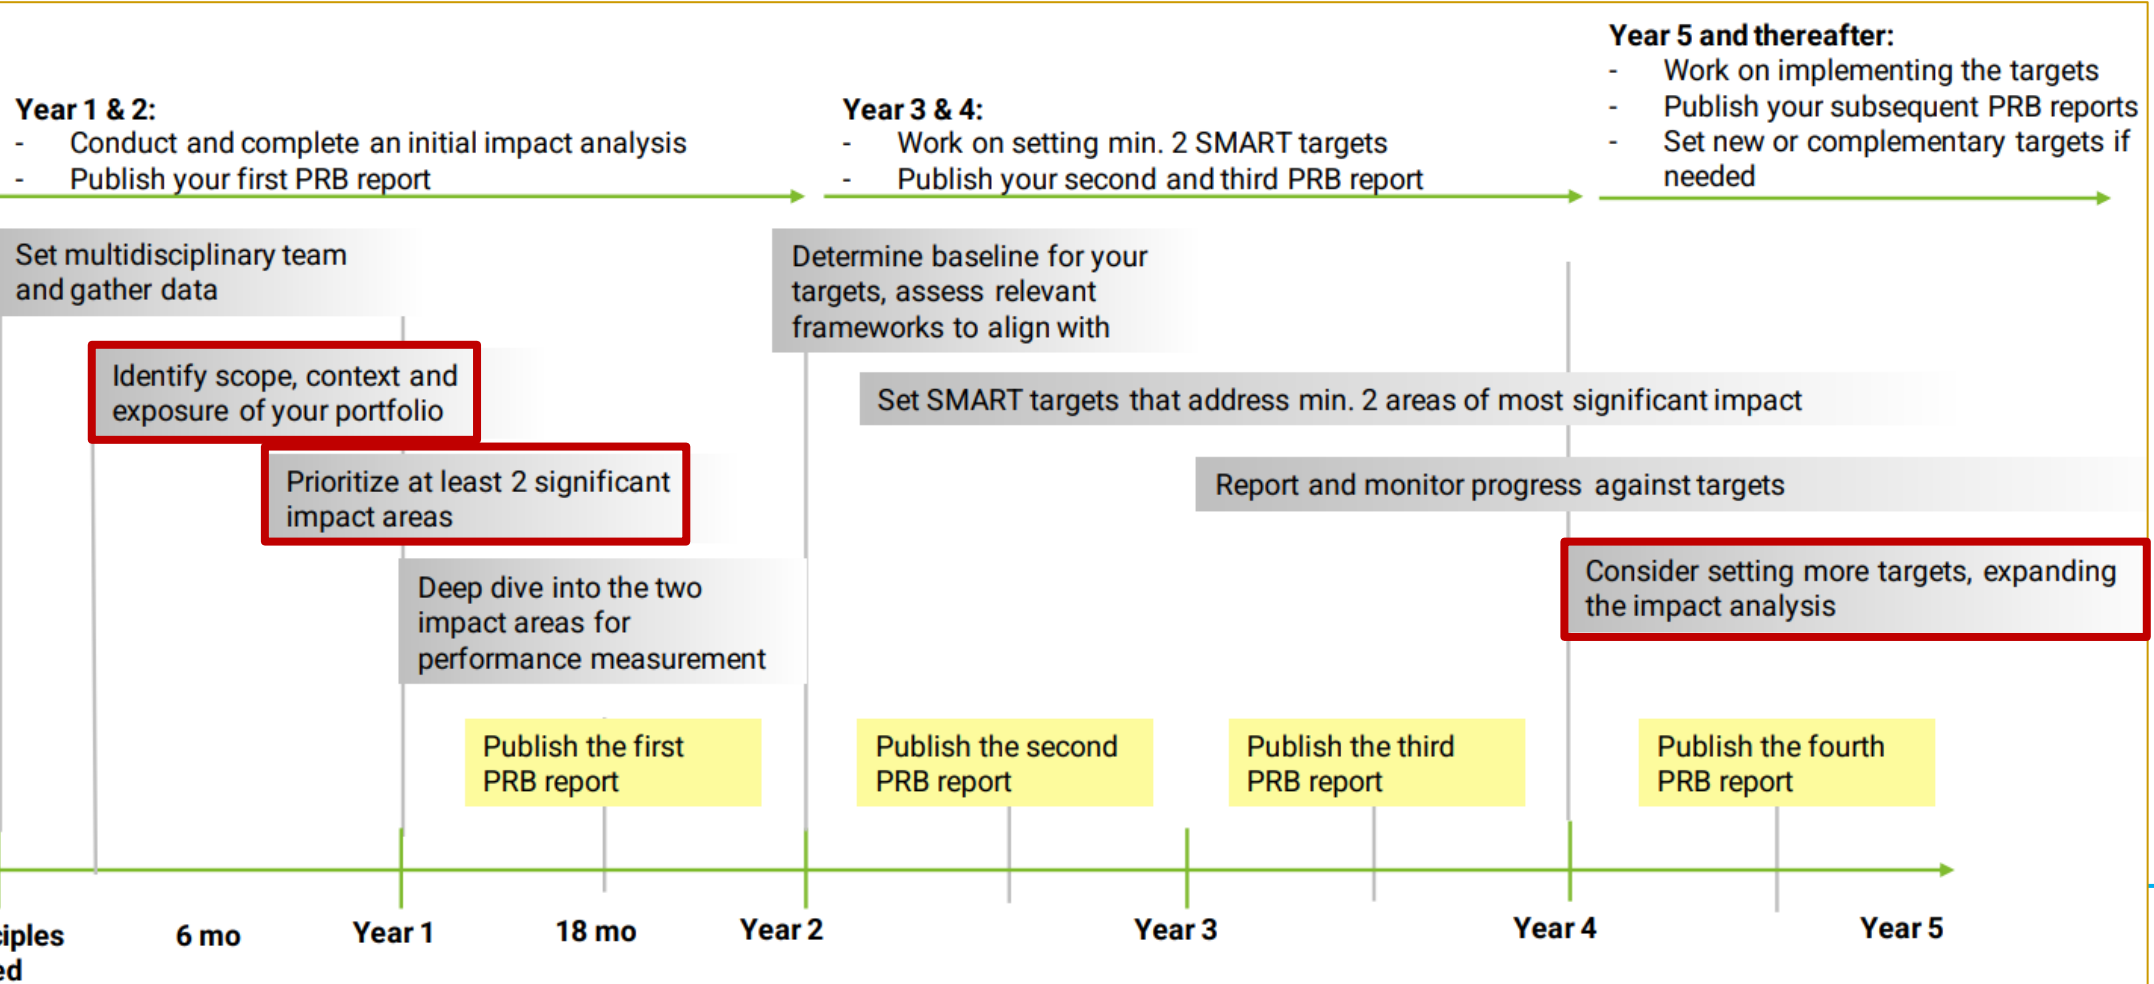 Year 1 & 2:
- Conduct and complete an initial impact analysis
- Publish your first PRB report
Year 3 & 4:
- Work on setting min. 2 SMART targets
- Publish your second and third PRB report
Year 5 and thereafter:
- Work on implementing the targets
- Publish your subsequent PRB reports
- Set new or complementary targets if
needed
Set multidisciplinary team
and gather data
Identify scope, context and
exposure of your portfolio
Prioritize at least 2 significant
impact areas
Deep dive into the two
impact areas for
performance measurement
Determine baseline for your
targets, assess relevant
frameworks to align with
Set SMART targets that address min. 2 areas of most significant impact
Report and monitor progress against targets
Consider setting more targets, expanding
the impact analysis
Publish the first
PRB report
Publish the second
PRB report
Publish the third
PRB report
Publish the fourth
PRB report
ciples
ed
6 mo
Year 1
18 mo
Year 2
Year 3
Year 4
Year 5